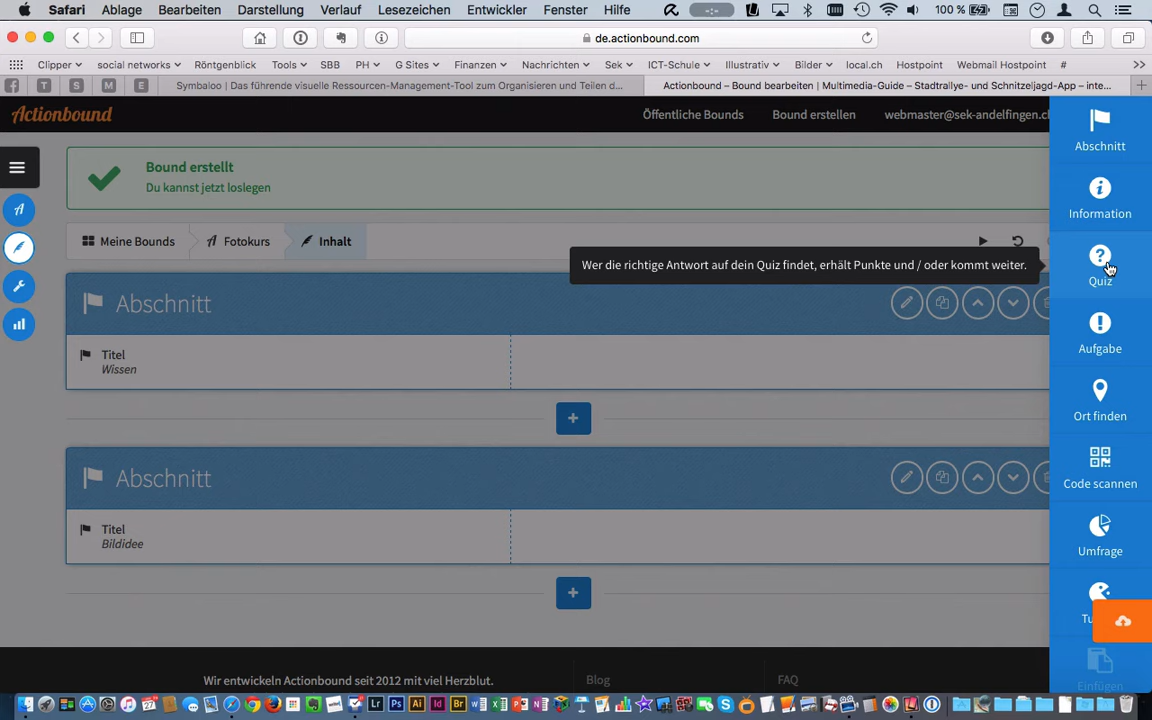 Safari Ablage Bearbeiten Darstellung Verlauf Lesezeichen Entwickler Fenster Hilfe 100 %
de.actionbound.com
Clipper social networks Röntgenblick Tools SBB PH G Sites Finanzen Nachrichten Sek ICT-Schule Illustrativ Bilder local.ch Hostpoint Webmail Hostpoint # >>
Symbaloo | Das führende visuelle Ressourcen-Management-Tool zum Organisieren und Teilen d... Actionbound – Bound bearbeiten | Multimedia-Guide – Stadtrallye- und Schnitzeljagd-App – inte...
Actionbound Öffentliche Bounds Bound erstellen webmaster@sek-andelfingen.ch
Bound erstellt
Du kannst jetzt loslegen
Meine Bounds Fotokurs Inhalt
Wer die richtige Antwort auf dein Quiz findet, erhält Punkte und / oder kommt weiter.
Abschnitt
Titel
Wissen
+
Abschnitt
Titel
Bildidee
+
Abschnitt
Information
Quiz
Aufgabe
Ort finden
Code scannen
Umfrage
Tu
Einfügen
Wir entwickeln Actionbound seit 2012 mit viel Herzblut. Blog FAQ